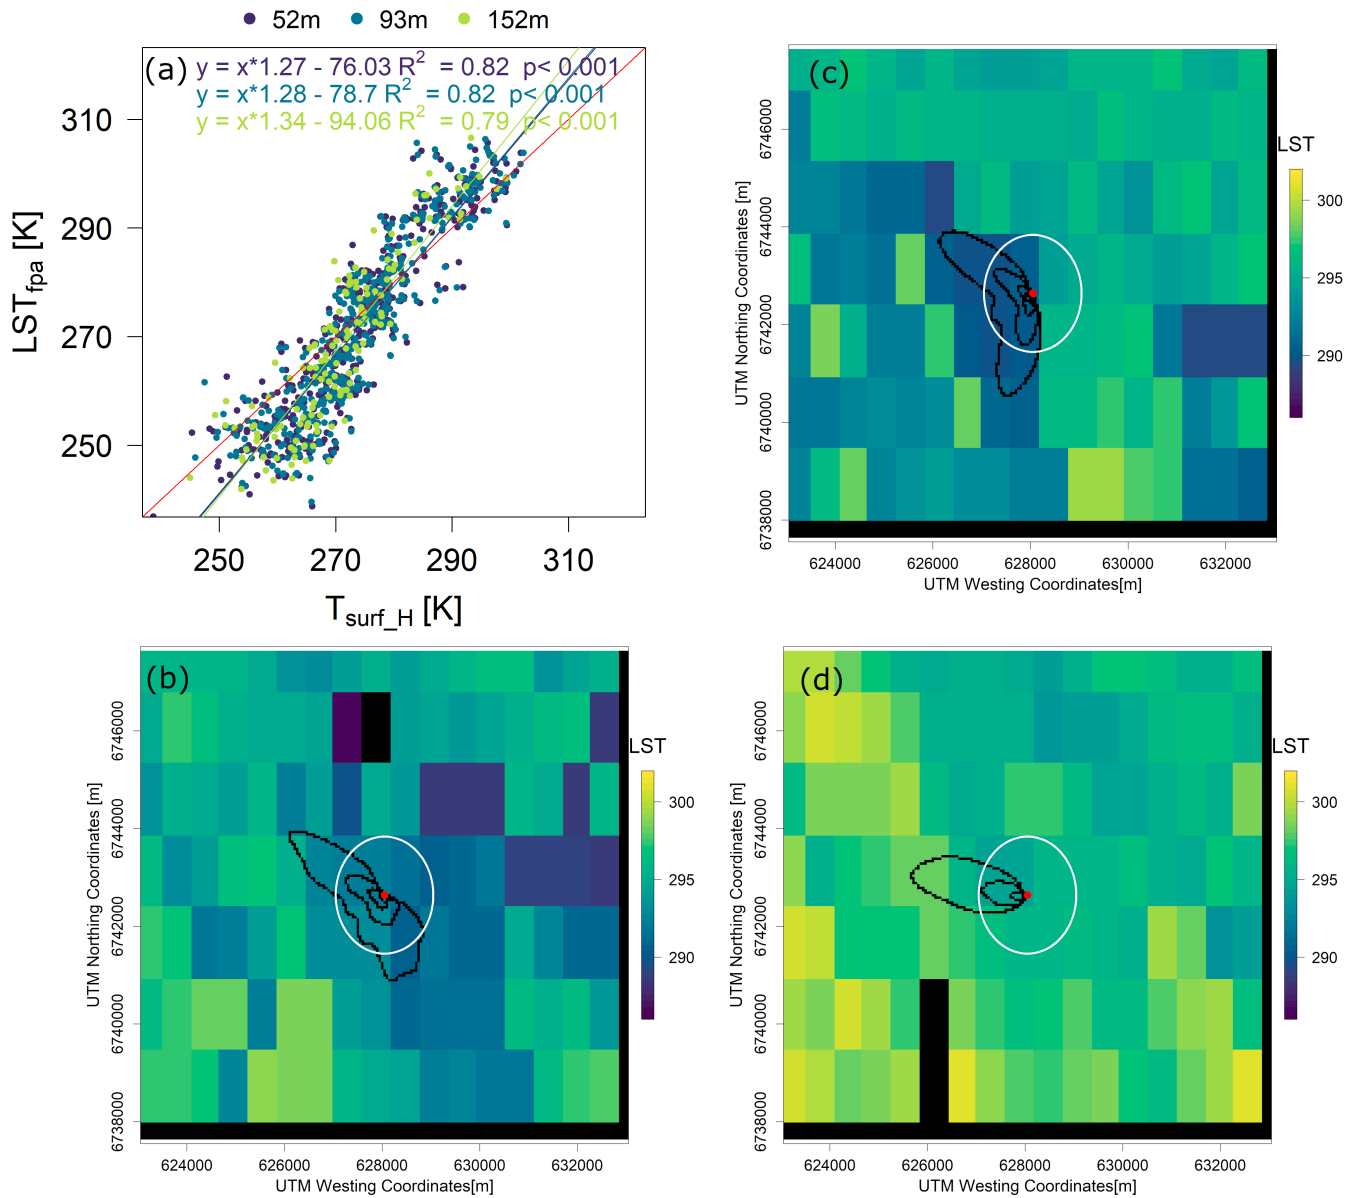 52m 93m 152m
(a)
y = x*1.27 - 76.03 R² = 0.82 p< 0.001
y = x*1.28 - 78.7 R² = 0.82 p< 0.001
y = x*1.34 - 94.06 R² = 0.79 p< 0.001
LSTfpa [K]
310
290
270
250
250 270 290 310
Tsurf_H [K]
(c)
UTM Northing Coordinates [m]
6746000
6744000
6742000
6740000
6738000
624000 626000 628000 630000 632000
UTM Westing Coordinates[m]
LST
300
295
290
(b)
UTM Northing Coordinates [m]
6746000
6744000
6742000
6740000
6738000
624000 626000 628000 630000 632000
UTM Westing Coordinates[m]
LST
300
295
290
(d)
UTM Northing Coordinates [m]
6746000
6744000
6742000
6740000
6738000
624000 626000 628000 630000 632000
UTM Westing Coordinates[m]
LST
300
295
290